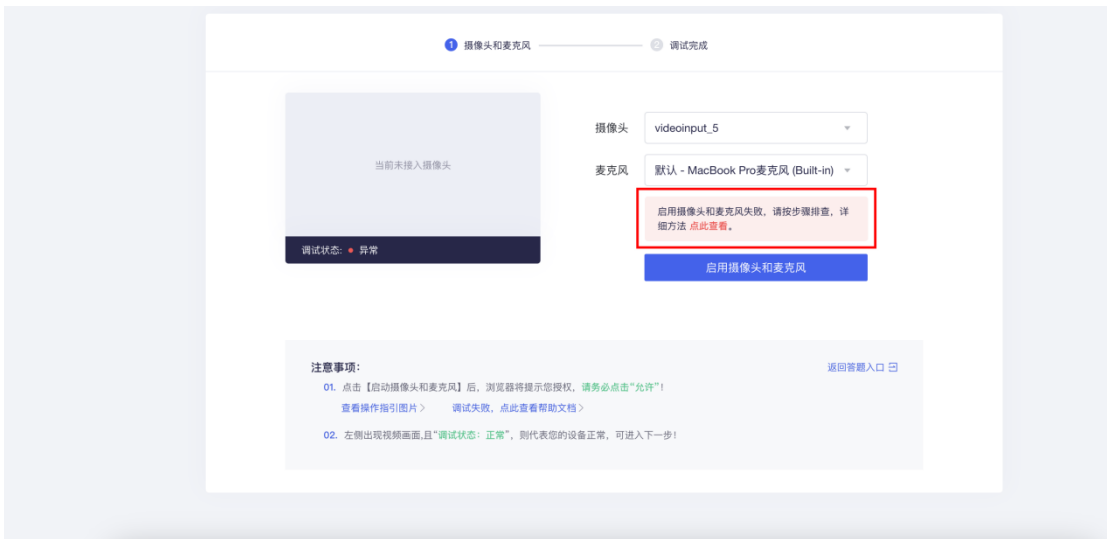 1 摄像头和麦克风 2 调试完成
当前未接入摄像头
调试状态: 异常
摄像头 videoinput_5
麦克风 默认 - MacBook Pro麦克风 (Built-in)
启用摄像头和麦克风失败，请按步骤排查，详
细方法 点此查看。
启用摄像头和麦克风
注意事项：
返回答题入口
01. 点击【启动摄像头和麦克风】后，浏览器将提示您授权，请务必点击“允许”！
查看操作指引图片> 调试失败，点此查看帮助文档>
02. 左侧出现视频画面,且“调试状态：正常”，则代表您的设备正常，可进入下一步！